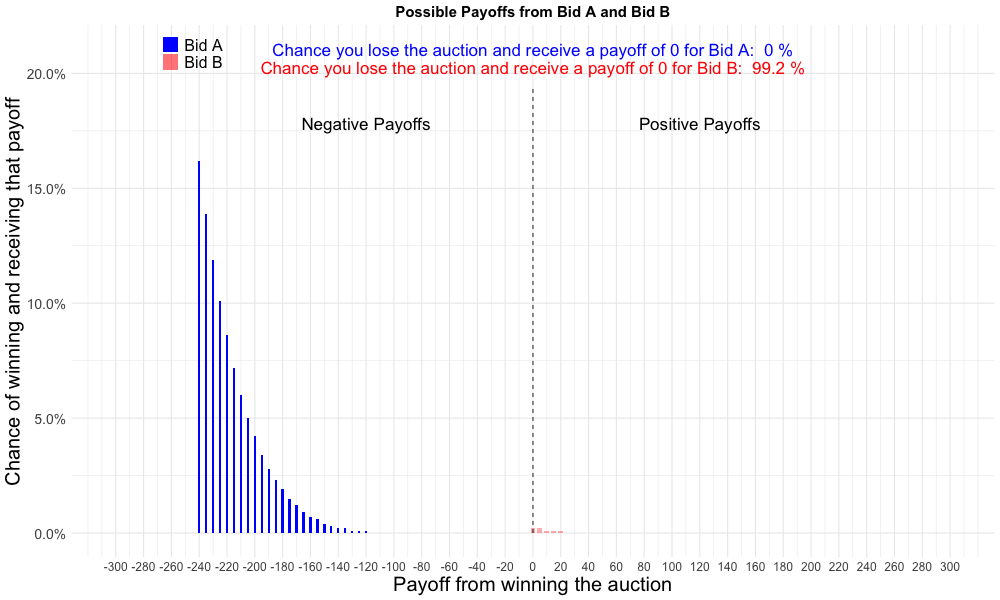 Possible Payoffs from Bid A and Bid B
Bid A
Bid B
Chance you lose the auction and receive a payoff of 0 for Bid A:  0 %
Chance you lose the auction and receive a payoff of 0 for Bid B:  99.2 %
Negative Payoffs
Positive Payoffs
Chance of winning and receiving that payoff
20.0%
15.0%
10.0%
5.0%
0.0%
-300 -280 -260 -240 -220 -200 -180 -160 -140 -120 -100 -80 -60 -40 -20 0 20 40 60 80 100 120 140 160 180 200 220 240 260 280 300
Payoff from winning the auction